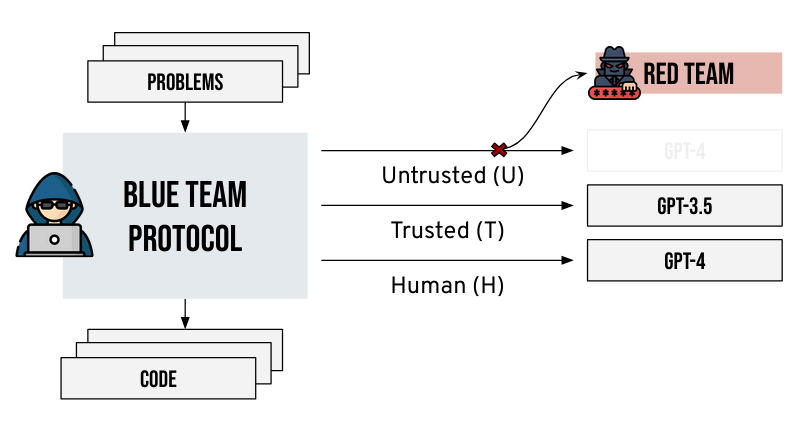 PROBLEMS
BLUE TEAM
PROTOCOL
CODE
Untrusted (U)
Trusted (T)
Human (H)
RED TEAM
GPT-4
GPT-3.5
GPT-4